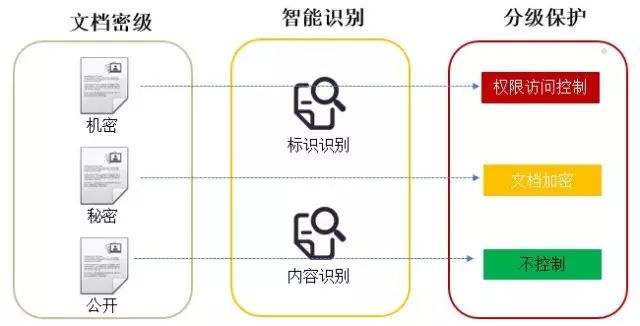 文档密级
智能识别
分级保护
机密
标识识别
权限访问控制
秘密
文档加密
公开
内容识别
不控制